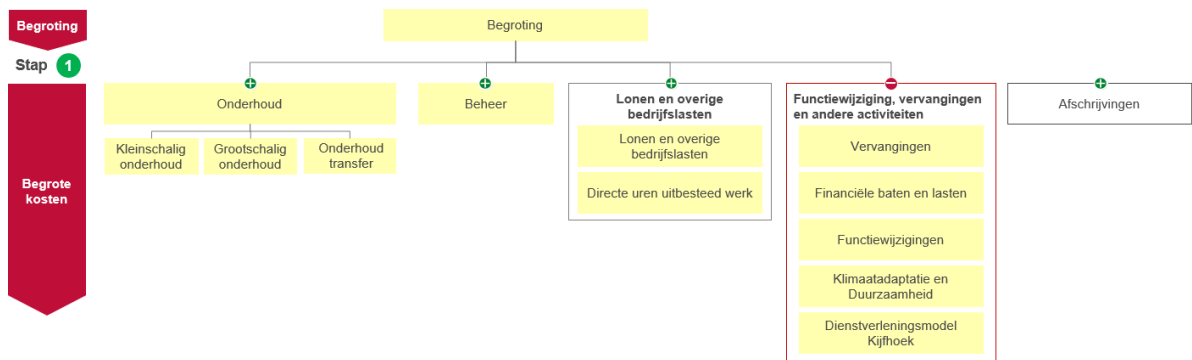 Begroting
Begroting
Stap 1
+
+
+
−
+
Onderhoud
Beheer
Lonen en overige
bedrijfslasten
Functiewijziging, vervangingen
en andere activiteiten
Afschrijvingen
Kleinschalig
onderhoud
Grootschalig
onderhoud
Onderhoud
transfer
Lonen en overige
bedrijfslasten
Directe uren uitbesteed werk
Vervangingen
Financiële baten en lasten
Functiewijzigingen
Klimaatadaptatie en
Duurzaamheid
Dienstverleningsmodel
Kijfhoek
Begrote
kosten